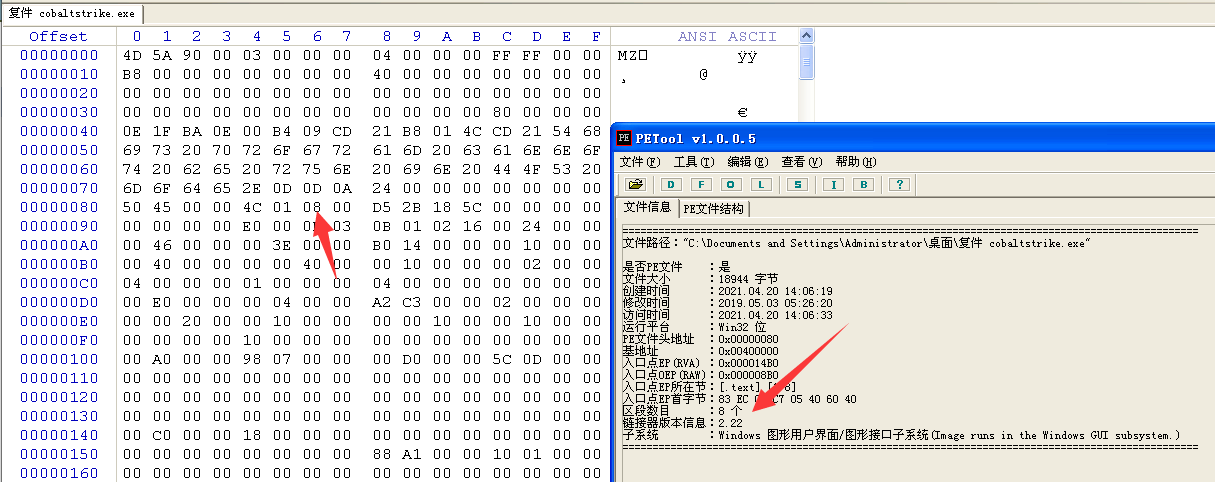 复件 cobaltstrike.exe
Offset 0 1 2 3 4 5 6 7 8 9 A B C D E F ANSI ASCII
00000000 4D 5A 90 00 03 00 00 00 04 00 00 00 FF FF 00 00 MZ□ ÿÿ
00000010 B8 00 00 00 00 00 00 00 40 00 00 00 00 00 00 00 ¸ @
00000020 00 00 00 00 00 00 00 00 00 00 00 00 00 00 00 00
00000030 00 00 00 00 00 00 00 00 00 00 00 00 80 00 00 00 €
00000040 0E 1F BA 0E 00 B4 09 CD 21 B8 01 4C CD 21 54 68
00000050 69 73 20 70 72 6F 67 72 61 6D 20 63 61 6E 6E 6F
00000060 74 20 62 65 20 72 75 6E 20 69 6E 20 44 4F 53 20
00000070 6D 6F 64 65 2E 0D 0D 0A 24 00 00 00 00 00 00 00
00000080 50 45 00 00 4C 01 08 00 D5 2B 18 5C 00 00 00 00
00000090 00 00 00 00 E0 00 03 0B 01 02 16 00 24 00 00
000000A0 00 46 00 00 00 3E 00 00 B0 14 00 00 00 10 00 00
000000B0 00 40 00 00 00 00 40 00 00 10 00 00 00 02 00 00
000000C0 04 00 00 00 01 00 00 00 04 00 00 00 00 00 00 00
000000D0 00 E0 00 00 00 04 00 00 A2 C3 00 00 02 00 00 00
000000E0 00 00 20 00 00 10 00 00 00 00 10 00 00 10 00 00
000000F0 00 00 00 00 10 00 00 00 00 00 00 00 00 00 00 00
00000100 00 A0 00 00 98 07 00 00 00 D0 00 00 5C 0D 00 00
00000110 00 00 00 00 00 00 00 00 00 00 00 00 00 00 00 00
00000120 00 00 00 00 00 00 00 00 00 00 00 00 00 00 00 00
00000130 00 00 00 00 00 00 00 00 00 00 00 00 00 00 00 00
00000140 00 C0 00 00 18 00 00 00 00 00 00 00 00 00 00 00
00000150 00 00 00 00 00 00 00 00 88 A1 00 00 10 01 00 00
00000160 00 00 00 00 00 00 00 00 00 00 00 00 00 00 00 00
PE PETool v1.0.0.5
文件(F) 工具(T) 编辑(E) 查看(V) 帮助(H)
D F O L S I B ?
文件信息 PE文件结构
文件路径："C:\Documents and Settings\Administrator\桌面\复件 cobaltstrike.exe"
是否PE文件 ：是
文件大小 ：18944 字节
创建时间 ：2021.04.20 14:06:19
修改时间 ：2019.05.03 05:26:20
访问时间 ：2021.04.20 14:06:33
运行平台 ：Win32 位
PE文件头地址 ：0x00000080
基地址 ：0x00400000
入口点EP(RVA) ：0x000014B0
入口点OEP(RAW)：0x000008B0
入口点EP所在节：[.text] 8]
入口点EP首字节：83 EC C7 05 40 60 40
区段数目 ：8 个
链接器版本信息：2.22
子系统 ：Windows 图形用户界面/图形接口子系统(Image runs in the Windows GUI subsystem.)